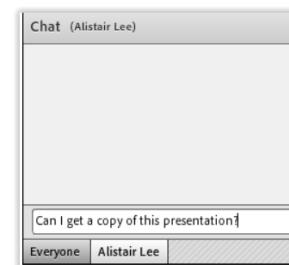 Chat (Alistair Lee)
Can I get a copy of this presentation?
Everyone Alistair Lee